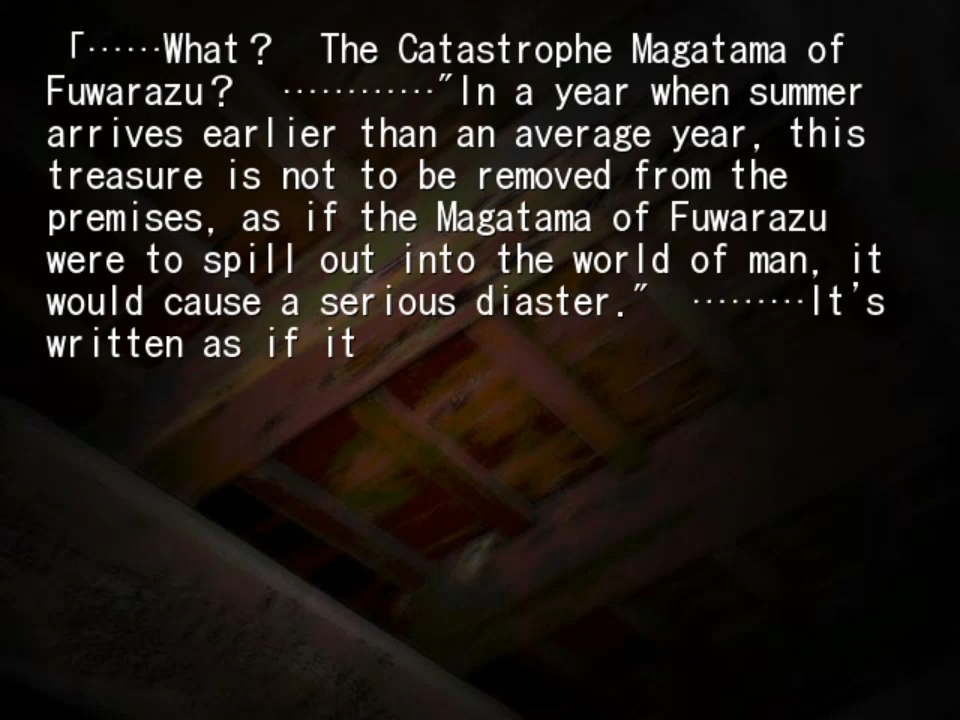 「‥‥‥What？　The Catastrophe Magatama of
Fuwarazu？　‥‥‥‥‥‥"In a year when summer
arrives earlier than an average year, this
treasure is not to be removed from the
premises, as if the Magatama of Fuwarazu
were to spill out into the world of man, it
would cause a serious diaster."　‥‥‥‥‥It's
written as if it